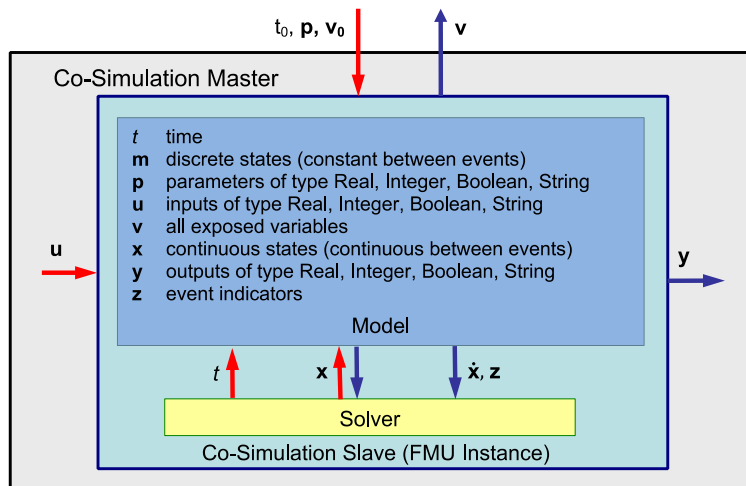 t0, p, v0
v
Co-Simulation Master
t time
m discrete states (constant between events)
p parameters of type Real, Integer, Boolean, String
u inputs of type Real, Integer, Boolean, String
v all exposed variables
x continuous states (continuous between events)
y outputs of type Real, Integer, Boolean, String
z event indicators
u
y
Model
t
x
ẋ, z
Solver
Co-Simulation Slave (FMU Instance)